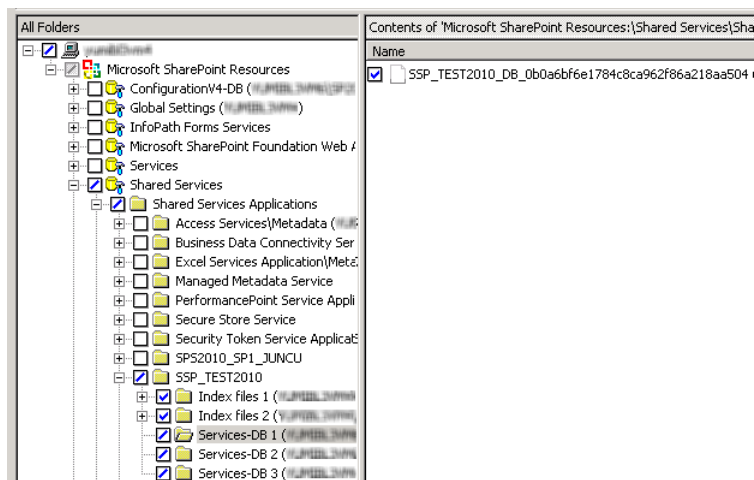 All Folders
Contents of 'Microsoft SharePoint Resources:\Shared Services\Sha
Name
Microsoft SharePoint Resources
SSP_TEST2010_DB_0b0a6bf6e1784c8ca962f86a218aa504
ConfigurationV4-DB (
Global Settings ( )
InfoPath Forms Services
Microsoft SharePoint Foundation Web A
Services
Shared Services
Shared Services Applications
Access Services\Metadata (
Business Data Connectivity Ser
Excel Services Application\Meta
Managed Metadata Service
PerformancePoint Service Appli
Secure Store Service
Security Token Service Applicat
SPS2010_SP1_JUNCU
SSP_TEST2010
Index files 1 (
Index files 2 (
Services-DB 1 (
Services-DB 2 (
Services-DB 3 (